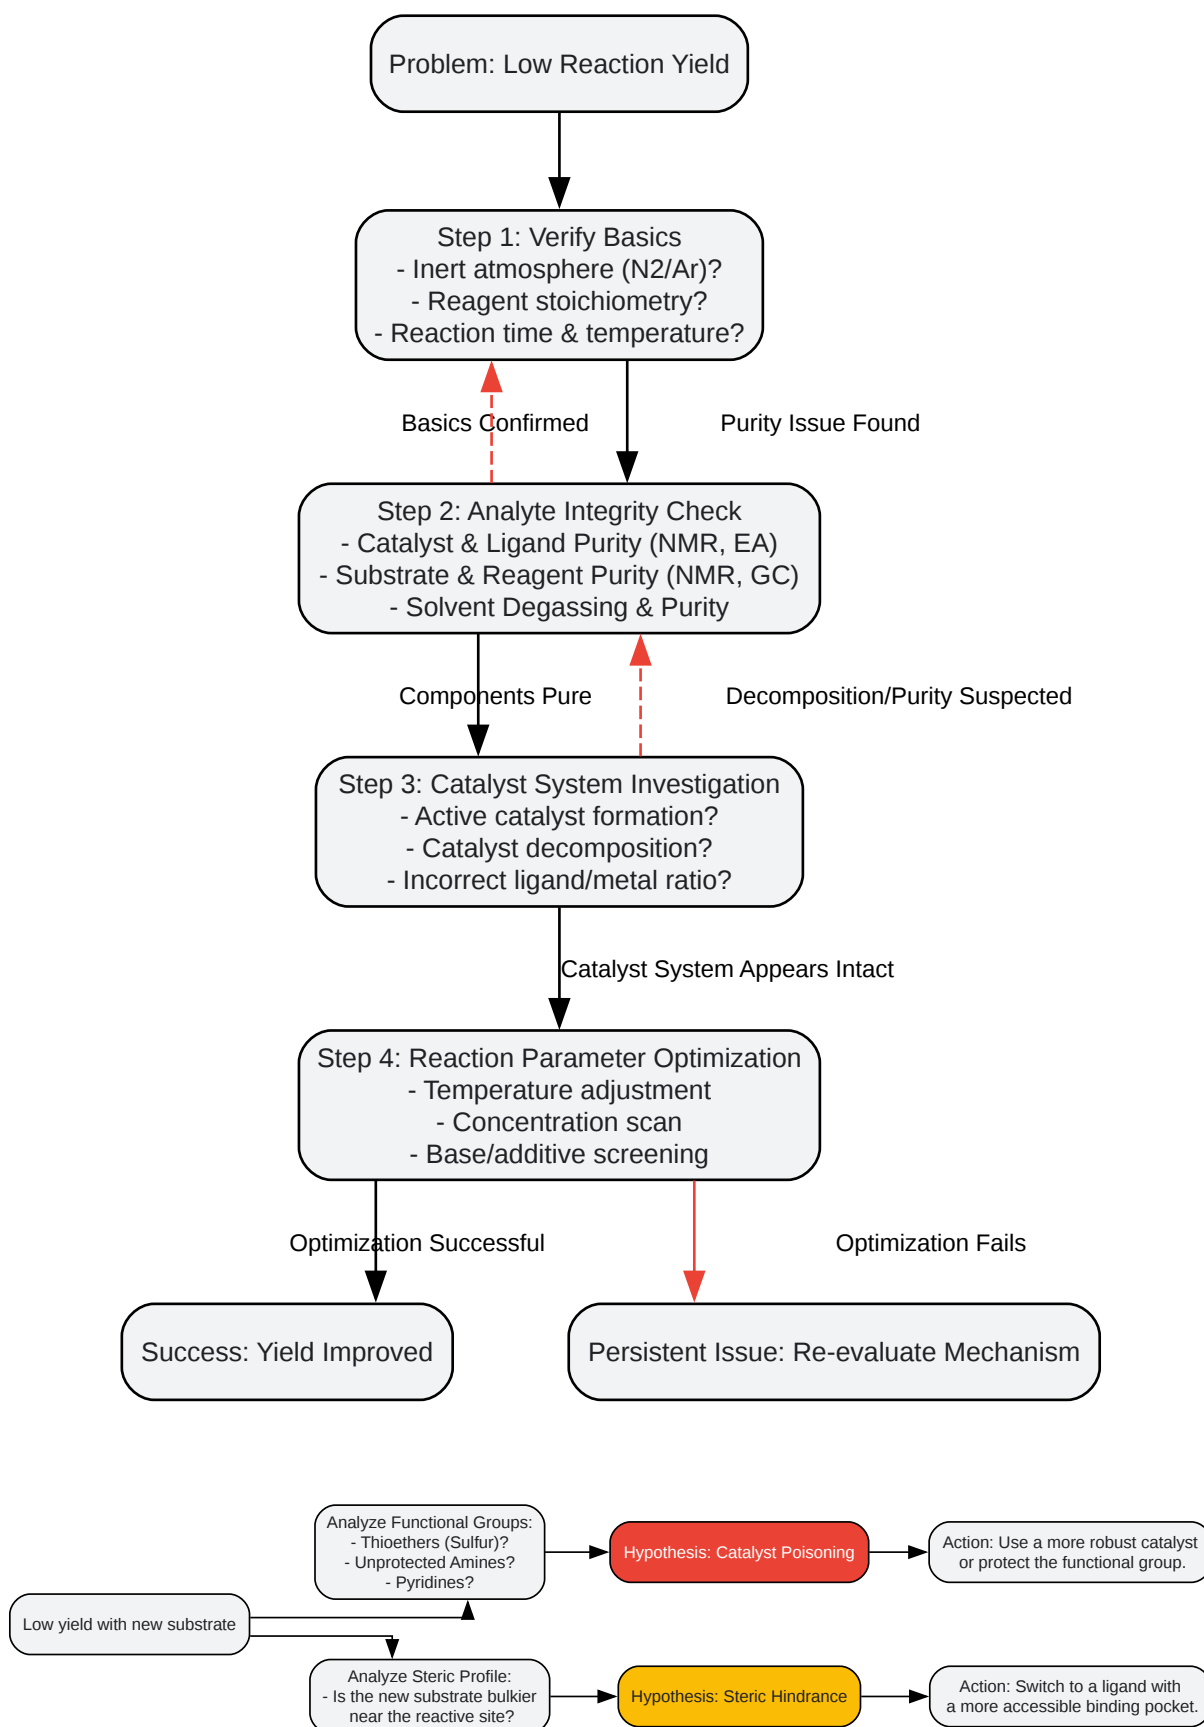 Problem: Low Reaction Yield
Step 1: Verify Basics
- Inert atmosphere (N2/Ar)?
- Reagent stoichiometry?
- Reaction time & temperature?
Basics Confirmed
Purity Issue Found
Step 2: Analyte Integrity Check
- Catalyst & Ligand Purity (NMR, EA)
- Substrate & Reagent Purity (NMR, GC)
- Solvent Degassing & Purity
Components Pure
Decomposition/Purity Suspected
Step 3: Catalyst System Investigation
- Active catalyst formation?
- Catalyst decomposition?
- Incorrect ligand/metal ratio?
Catalyst System Appears Intact
Step 4: Reaction Parameter Optimization
- Temperature adjustment
- Concentration scan
- Base/additive screening
Optimization Successful
Optimization Fails
Success: Yield Improved
Persistent Issue: Re-evaluate Mechanism
Low yield with new substrate
Analyze Functional Groups:
- Thioethers (Sulfur)?
- Unprotected Amines?
- Pyridines?
Hypothesis: Catalyst Poisoning
Action: Use a more robust catalyst
or protect the functional group.
Analyze Steric Profile:
- Is the new substrate bulkier
near the reactive site?
Hypothesis: Steric Hindrance
Action: Switch to a ligand with
a more accessible binding pocket.